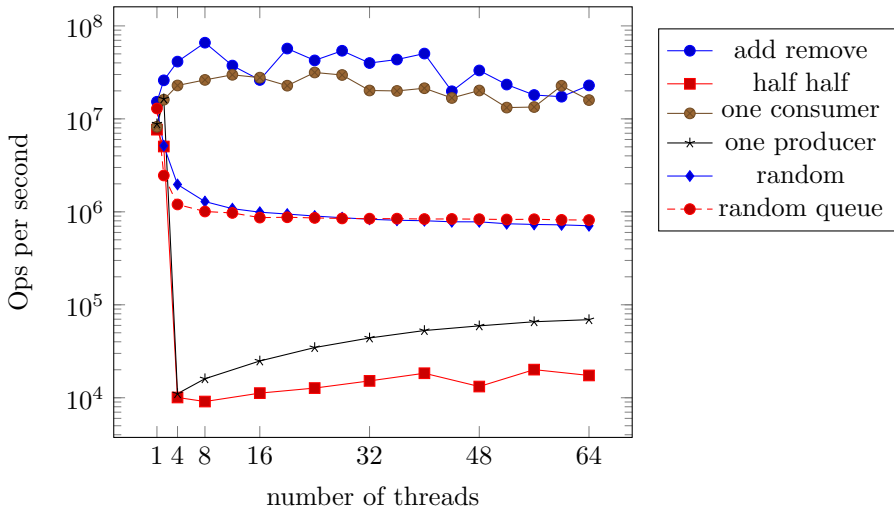 10^8
10^7
10^6
10^5
10^4
Ops per second
1 4 8 16 32 48 64
number of threads
add remove
half half
one consumer
one producer
random
random queue